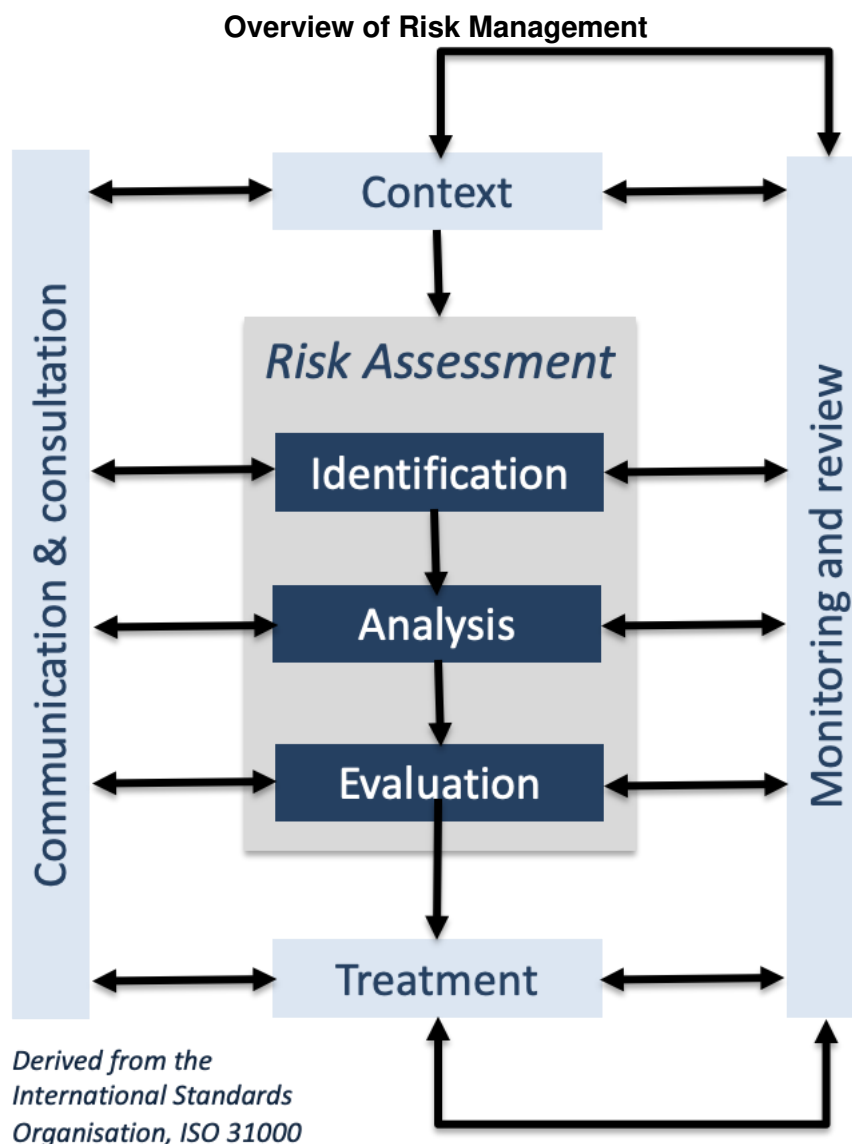 Overview of Risk Management
Context
Communication & consultation
Risk Assessment
Identification
Analysis
Evaluation
Monitoring and review
Treatment
Derived from the
International Standards
Organisation, ISO 31000